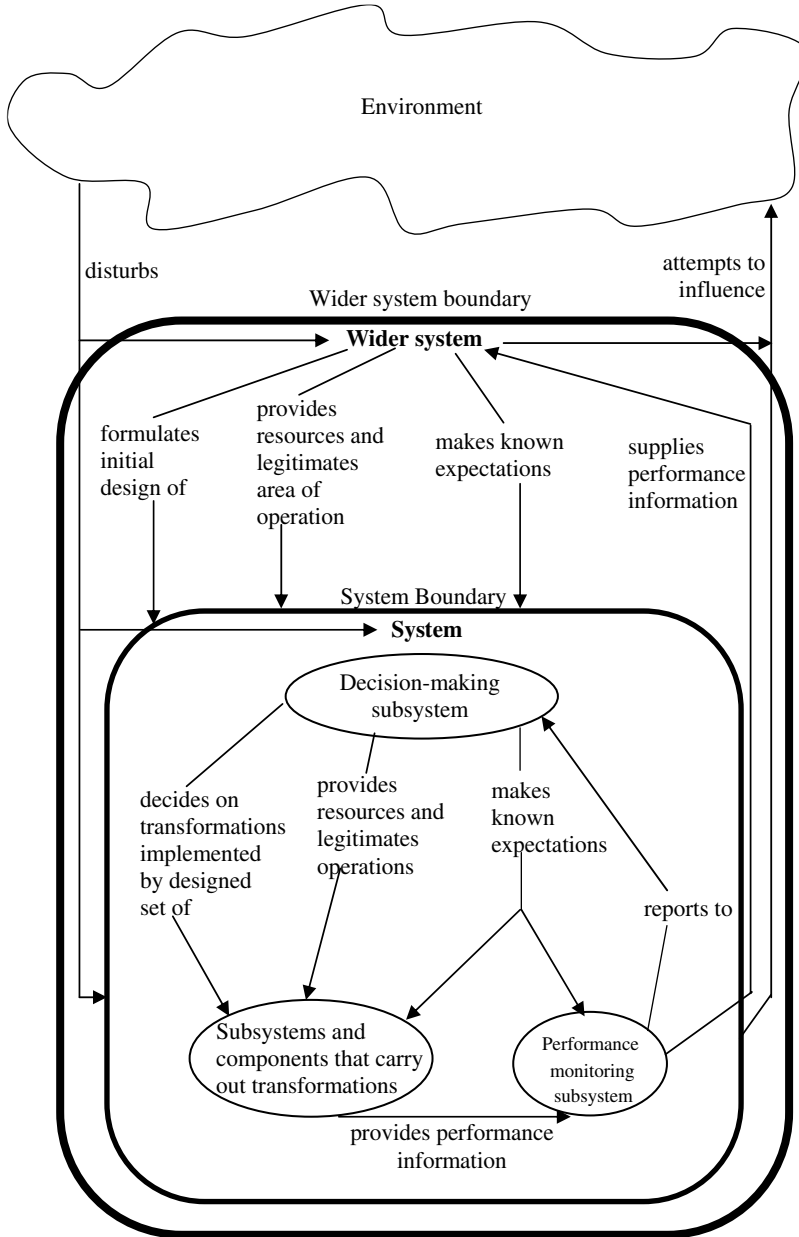 Environment
disturbs
attempts to
influence
Wider system boundary
Wider system
formulates
initial
design of
provides
resources and
legitimates
area of
operation
makes known
expectations
supplies
performance
information
System Boundary
System
Decision-making
subsystem
decides on
transformations
implemented
by designed
set of
provides
resources and
legitimates
operations
makes
known
expectations
reports to
Subsystems and
components that carry
out transformations
Performance
monitoring
subsystem
provides performance
information